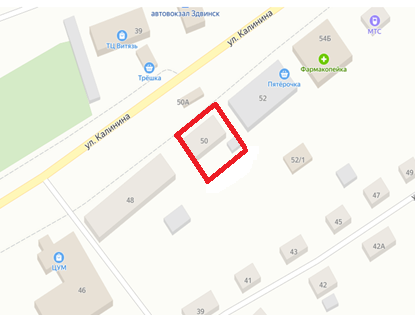 автовокзал Здвинск
39
ТЦ Витязь
ул. Калинина
54Б
МТС
Трёшка
Фармакопейка
Пятёрочка
50А
52
ул. Калинина
50
52/1
49
47
48
45
42А
43
ЦУМ
41
42
46
39